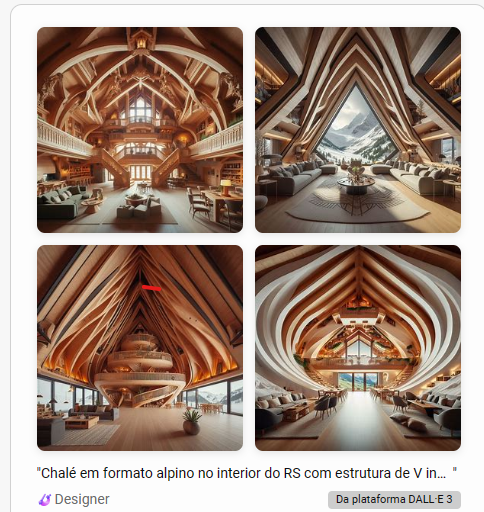 "Chalé em formato alpino no interior do RS com estrutura de V in... "
Designer
Da plataforma DALL·E 3